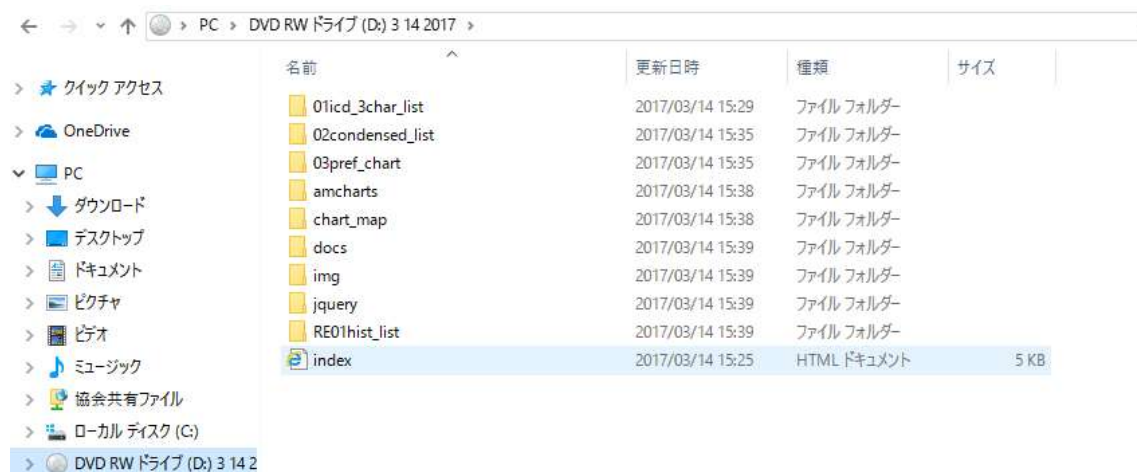 PC > DVD RW ドライブ (D:) 3 14 2017 >
名前 更新日時 種類 サイズ
クイック アクセス
OneDrive
PC
ダウンロード
デスクトップ
ドキュメント
ピクチャ
ビデオ
ミュージック
協会共有ファイル
ローカル ディスク (C:)
DVD RW ドライブ (D:) 3 14 2
01icd_3char_list 2017/03/14 15:29 ファイル フォルダー
02condensed_list 2017/03/14 15:35 ファイル フォルダー
03pref_chart 2017/03/14 15:35 ファイル フォルダー
amcharts 2017/03/14 15:38 ファイル フォルダー
chart_map 2017/03/14 15:38 ファイル フォルダー
docs 2017/03/14 15:39 ファイル フォルダー
img 2017/03/14 15:39 ファイル フォルダー
jquery 2017/03/14 15:39 ファイル フォルダー
RE01hist_list 2017/03/14 15:39 ファイル フォルダー
index 2017/03/14 15:25 HTML ドキュメント 5 KB